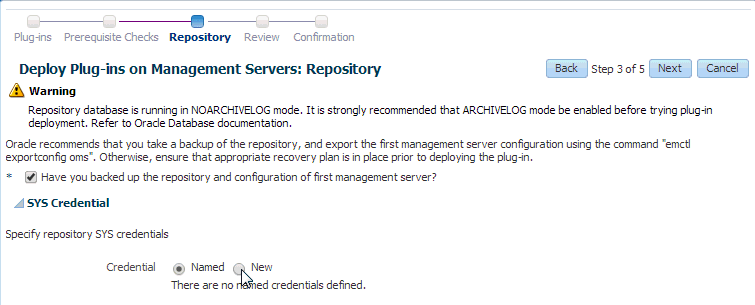 Plug-ins Prerequisite Checks Repository Review Confirmation
Deploy Plug-ins on Management Servers: Repository Back Step 3 of 5 Next Cancel
Warning
Repository database is running in NOARCHIVELOG mode. It is strongly recommended that ARCHIVELOG mode be enabled before trying plug-in
deployment. Refer to Oracle Database documentation.
Oracle recommends that you take a backup of the repository, and export the first management server configuration using the command "emctl
exportconfig oms". Otherwise, ensure that appropriate recovery plan is in place prior to deploying the plug-in.
* Have you backed up the repository and configuration of first management server?
SYS Credential
Specify repository SYS credentials
Credential Named New
There are no named credentials defined.